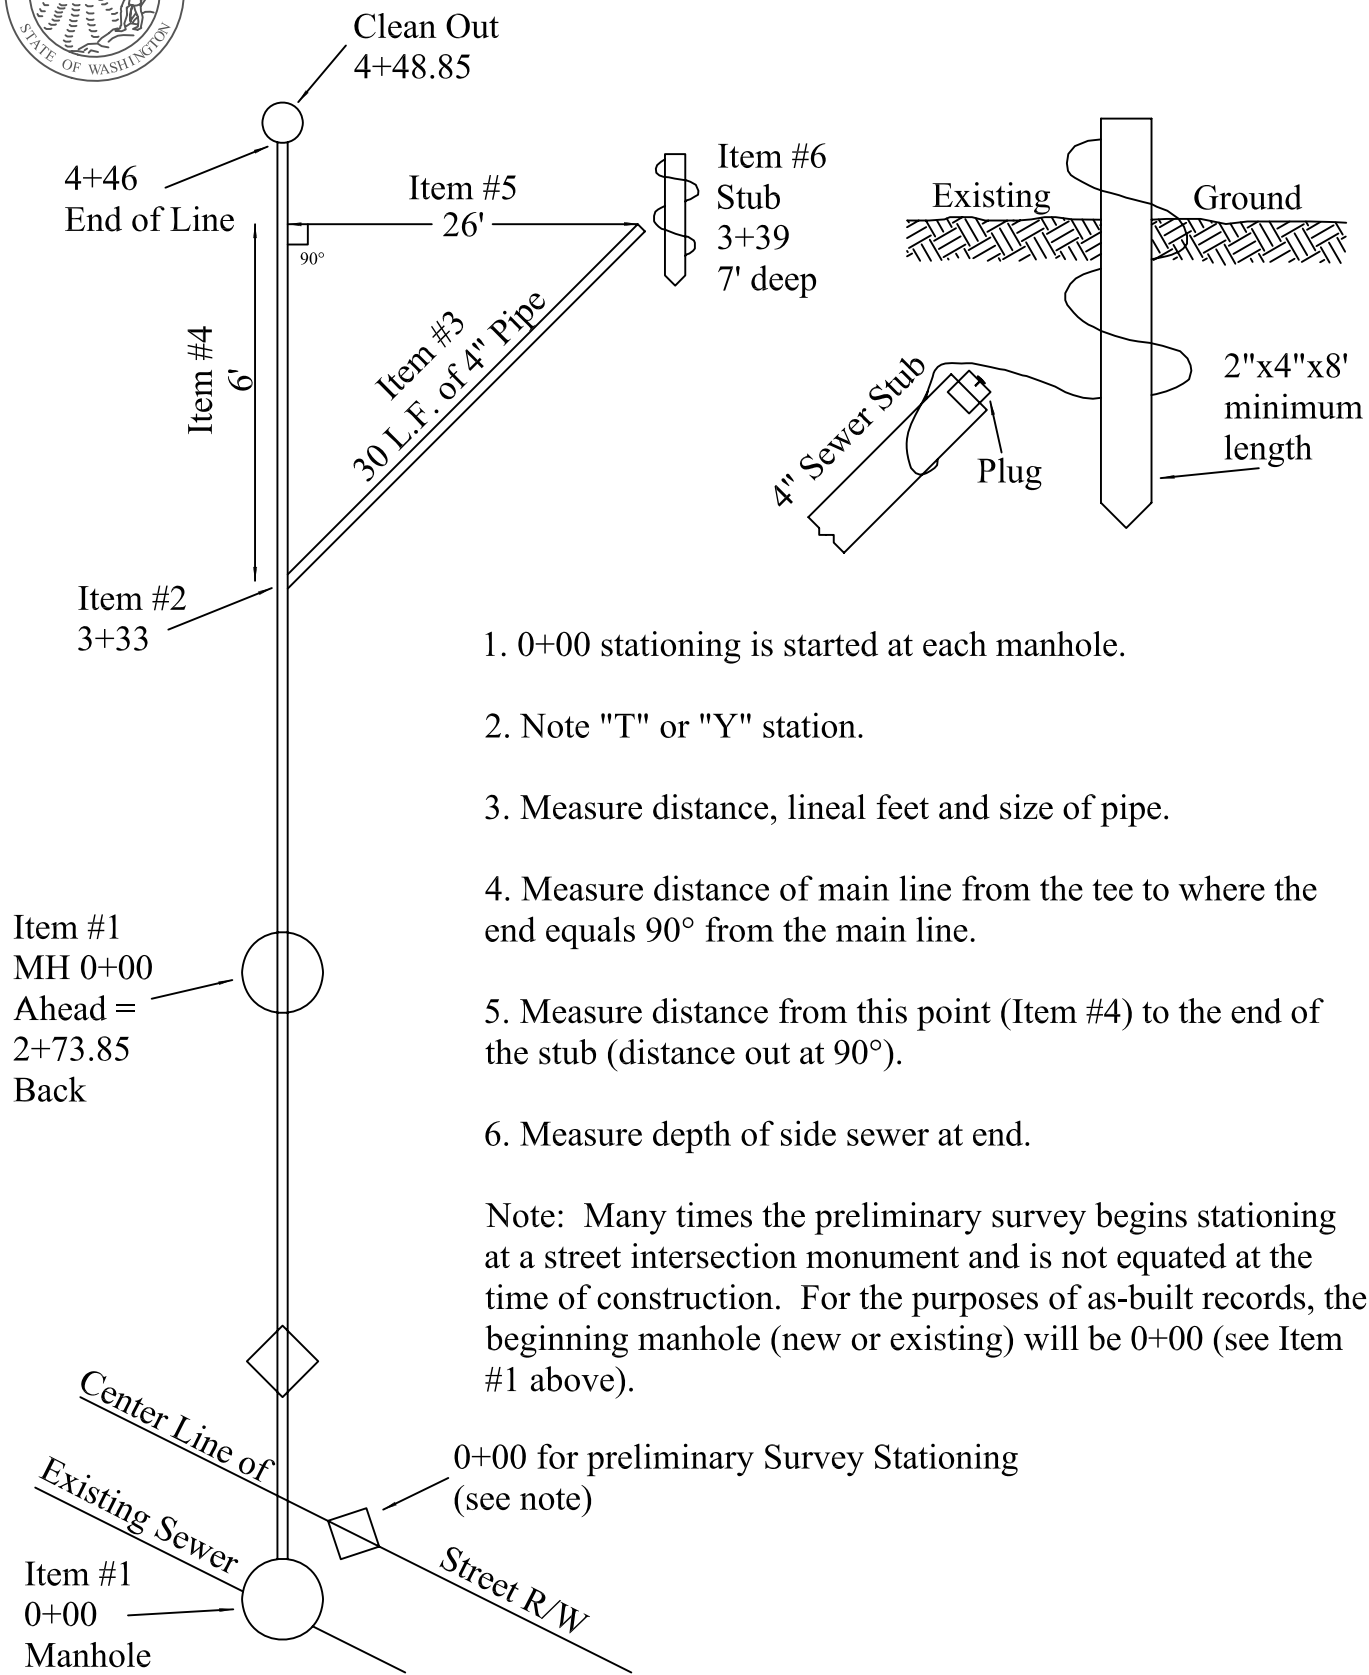 STATE OF WASHINGTON
Clean Out
4+48.85
4+46
End of Line
Item #5
26'
90°
Item #6
Stub
3+39
7' deep
Existing
Ground
Item #4
6'
Item #3
30 L.F. of 4" Pipe
4" Sewer Stub
Plug
2"x4"x8'
minimum
length
Item #2
3+33
1. 0+00 stationing is started at each manhole.
2. Note "T" or "Y" station.
3. Measure distance, lineal feet and size of pipe.
4. Measure distance of main line from the tee to where the
end equals 90° from the main line.
Item #1
MH 0+00
Ahead =
2+73.85
Back
5. Measure distance from this point (Item #4) to the end of
the stub (distance out at 90°).
6. Measure depth of side sewer at end.
Note:  Many times the preliminary survey begins stationing
at a street intersection monument and is not equated at the
time of construction.  For the purposes of as-built records, the
beginning manhole (new or existing) will be 0+00 (see Item
#1 above).
Center Line of
Existing Sewer
0+00 for preliminary Survey Stationing
(see note)
Street R/W
Item #1
0+00
Manhole